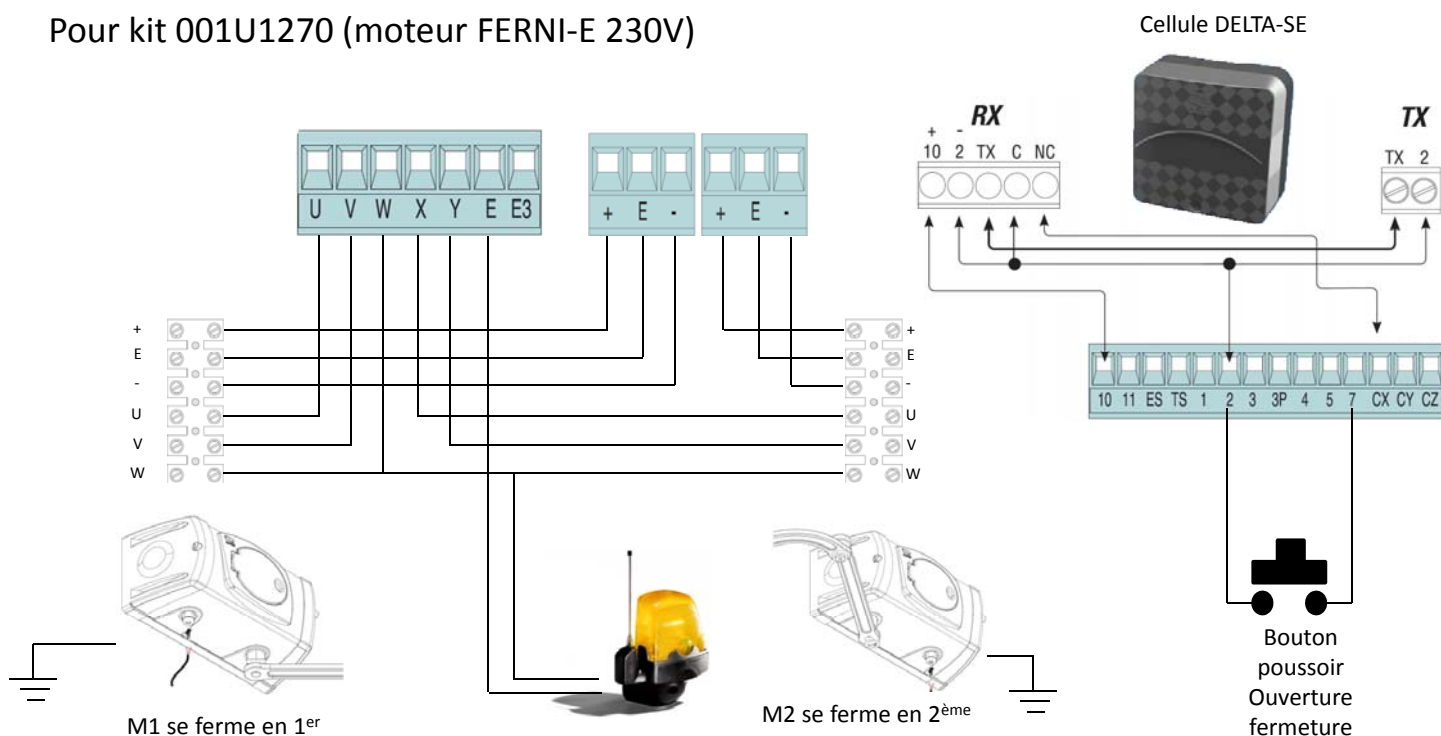 Pour kit 001U1270 (moteur FERNI-E 230V)
Cellule DELTA-SE
RX
TX
+ -
10 2 TX C NC
TX 2
U V W X Y E E3
+ E -
+ E -
+
E
-
U
V
W
+
E
-
U
V
W
10 11 ES TS 1 2 3 3P 4 5 7 CX CY CZ
M1 se ferme en 1er
M2 se ferme en 2ème
Bouton
poussoir
Ouverture
fermeture